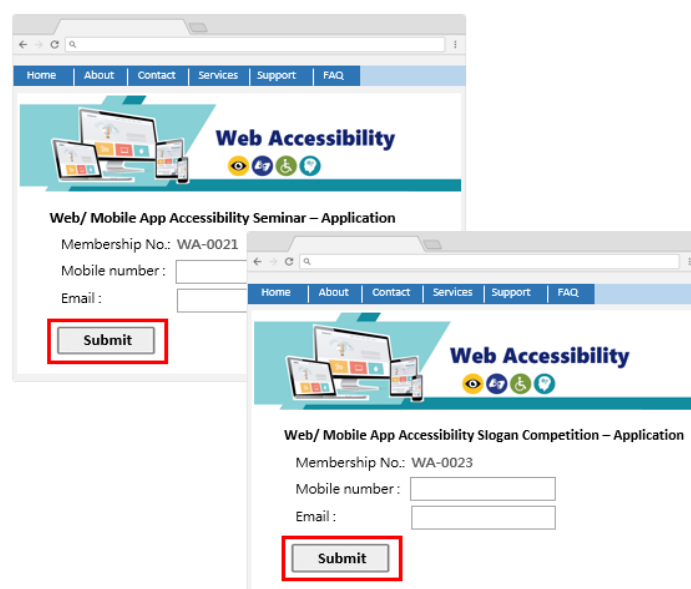 Home About Contact Services Support FAQ
Web Accessibility
Web/ Mobile App Accessibility Seminar – Application
Membership No.: WA-0021
Mobile number :
Email :
Submit
Home About Contact Services Support FAQ
Web Accessibility
Web/ Mobile App Accessibility Slogan Competition – Application
Membership No.: WA-0023
Mobile number :
Email :
Submit